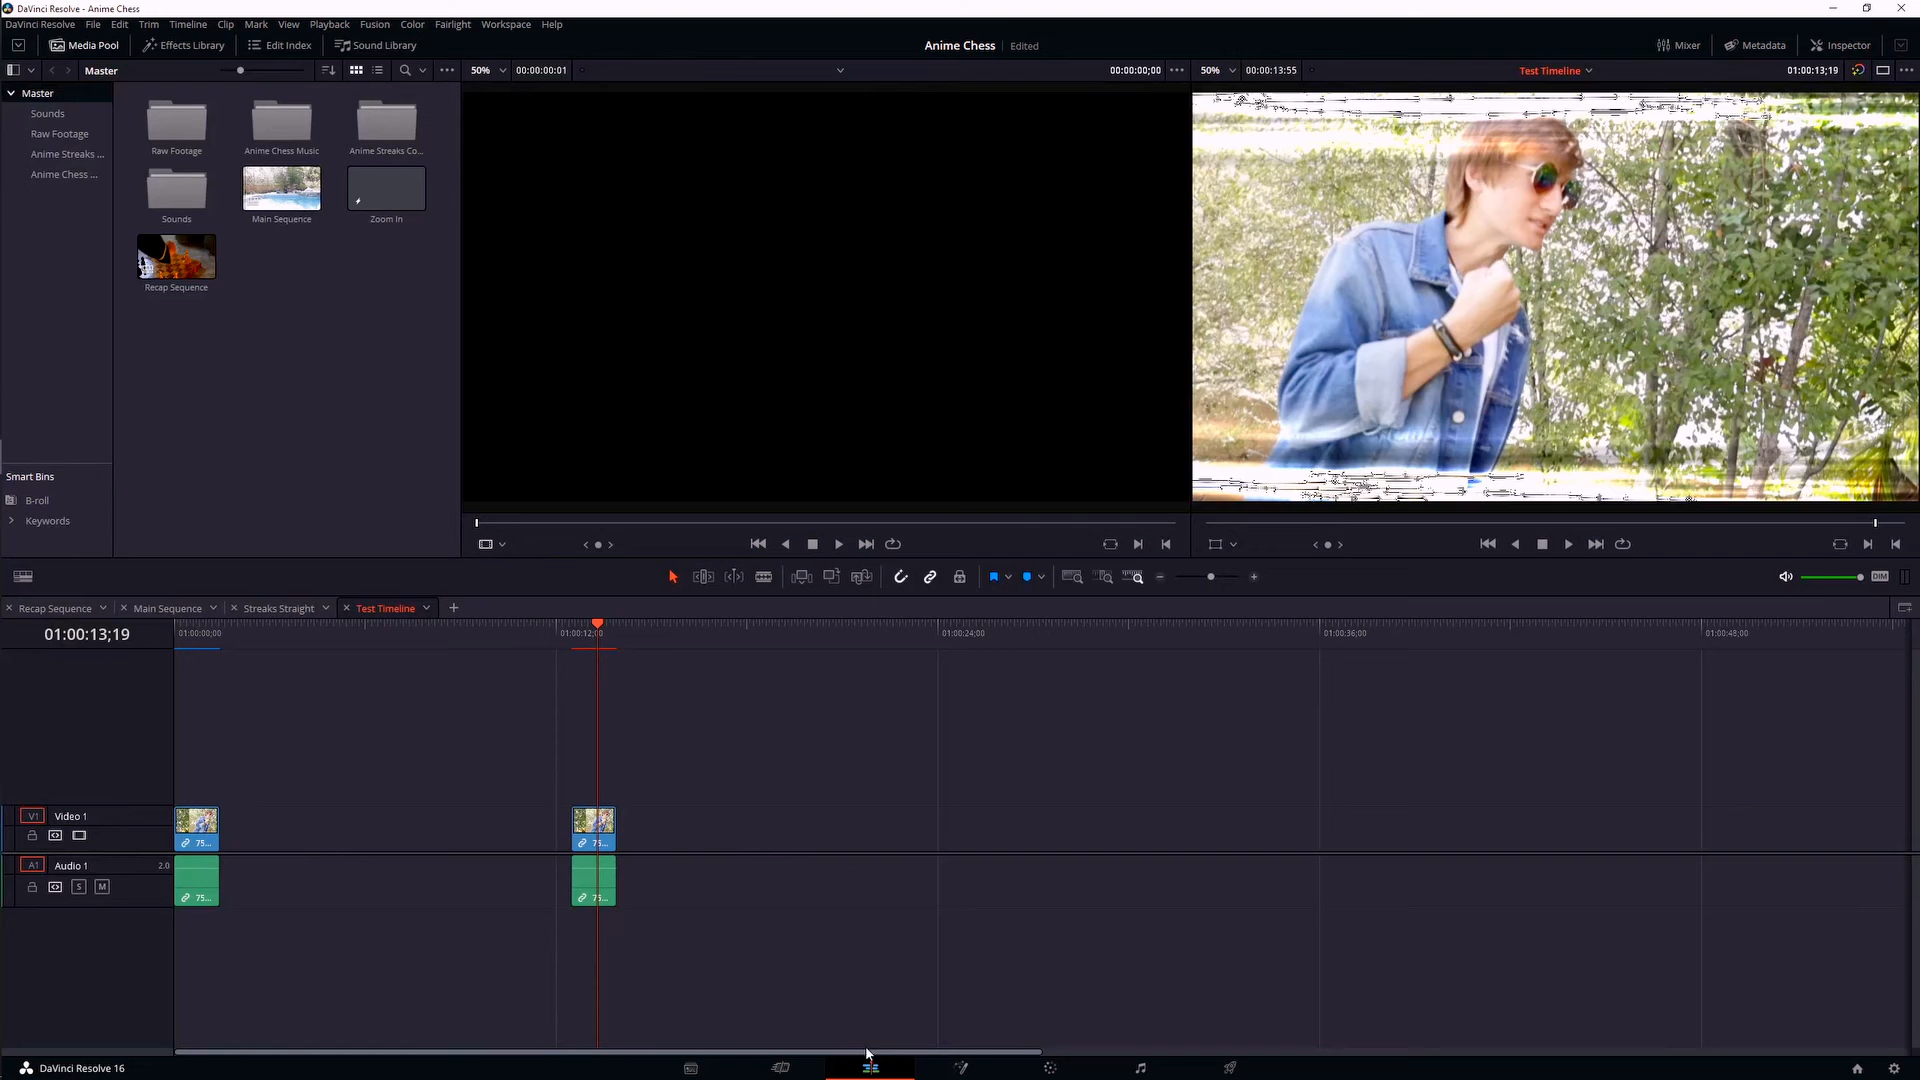 DaVinci Resolve - Anime Chess
DaVinci Resolve File Edit Trim Timeline Clip Mark View Playback Fusion Color Fairlight Workspace Help
Media Pool Effects Library Edit Index Sound Library Anime Chess Edited Mixer Metadata Inspector
Master 50% 00:00:00:01 00:00:00;00 50% 00:00:13:55 Test Timeline 01:00:13;19
Master
Sounds
Raw Footage
Anime Streaks ...
Anime Chess ...
Raw Footage Anime Chess Music Anime Streaks Co...
Sounds Main Sequence Zoom In
Recap Sequence
Smart Bins
B-roll
Keywords
DIM
Recap Sequence Main Sequence Streaks Straight Test Timeline
01:00:13;19 01:00:00;00 01:00:12;00 01:00:24;00 01:00:36;00 01:00:48;00
V1 Video 1
75... 75...
A1 Audio 1 2.0
S M
75... 75...
DaVinci Resolve 16